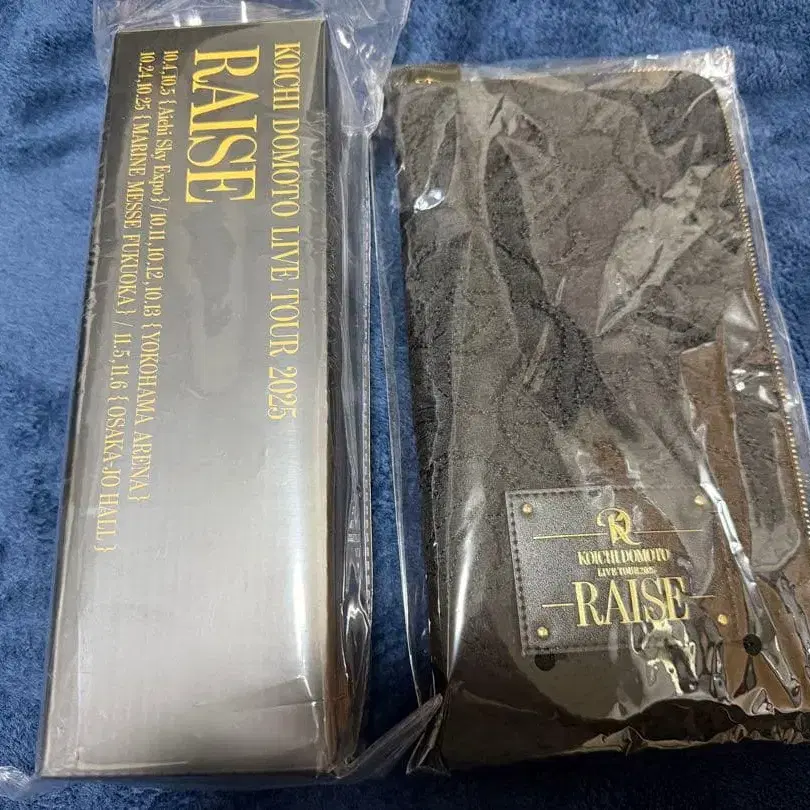 KOICHI DOMOTO LIVE TOUR 2025
RAISE
10.4,10.5 { Aichi Sky Expo } / 10.11,10.12,10.13 { YOKOHAMA ARENA }
10.24,10.25 { MARINE MESSE FUKUOKA } / 11.5,11.6 { OSAKA-JO HALL }
KOICHI DOMOTO
LIVE TOUR 2025
RAISE